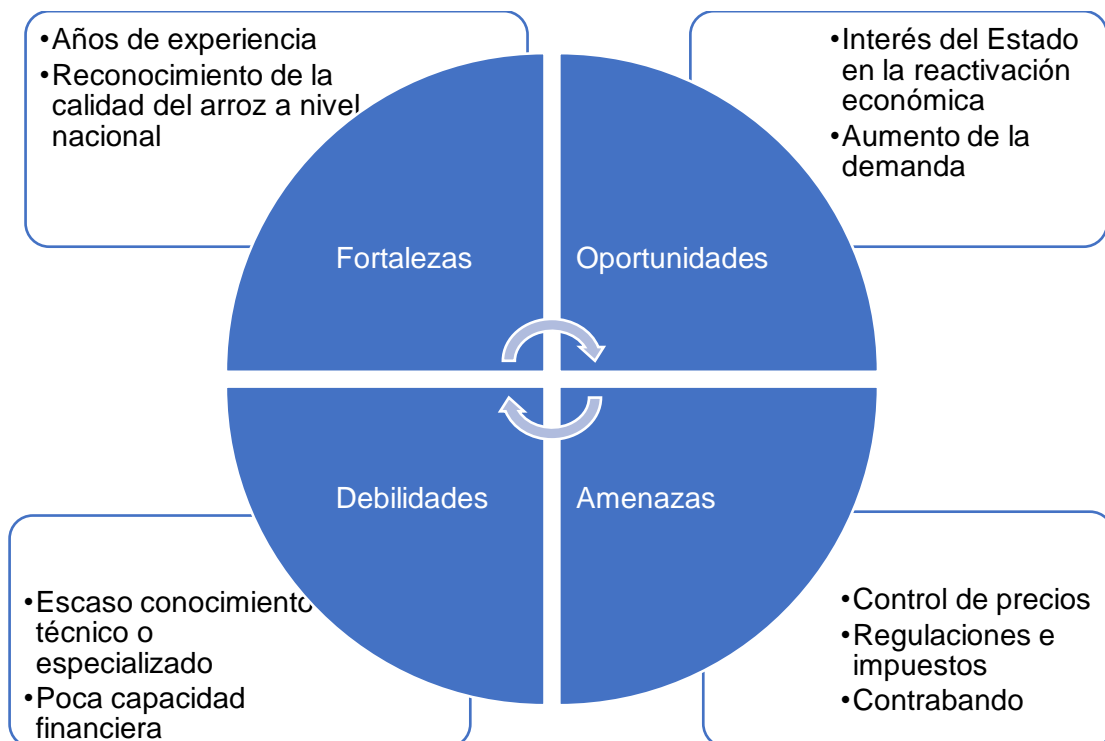 •Años de experiencia
•Reconocimiento de la
calidad del arroz a nivel
nacional
•Interés del Estado
en la reactivación
económica
•Aumento de la
demanda
Fortalezas
Oportunidades
Debilidades
Amenazas
•Escaso conocimiento
técnico o
especializado
•Poca capacidad
financiera
•Control de precios
•Regulaciones e
impuestos
•Contrabando